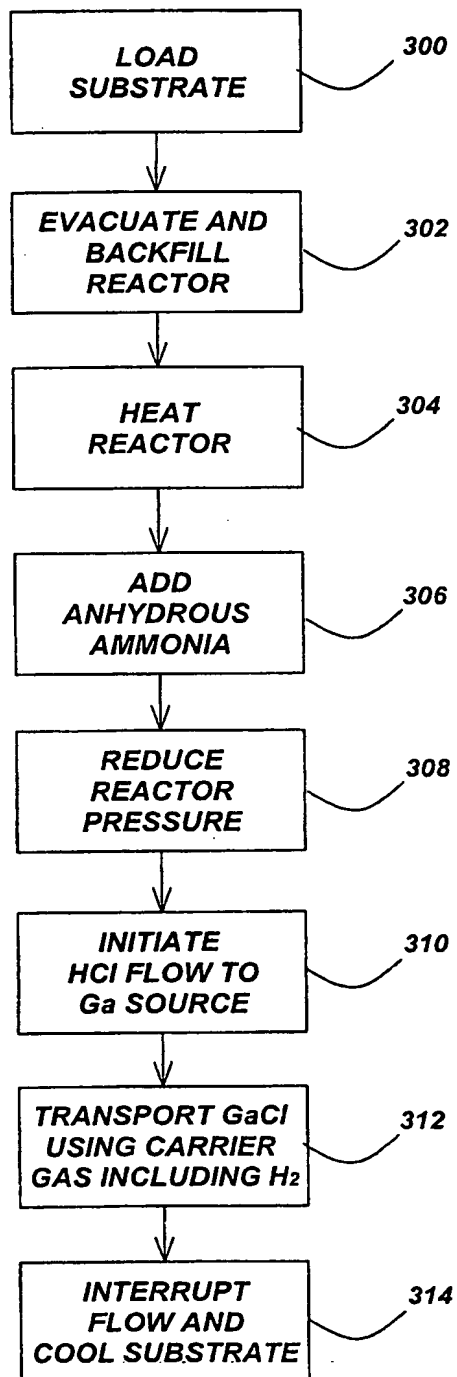 LOAD
SUBSTRATE
300
EVACUATE AND
BACKFILL
REACTOR
302
HEAT
REACTOR
304
ADD
ANHYDROUS
AMMONIA
306
REDUCE
REACTOR
PRESSURE
308
INITIATE
HCl FLOW TO
Ga SOURCE
310
TRANSPORT GaCl
USING CARRIER
GAS INCLUDING H2
312
INTERRUPT
FLOW AND
COOL SUBSTRATE
314